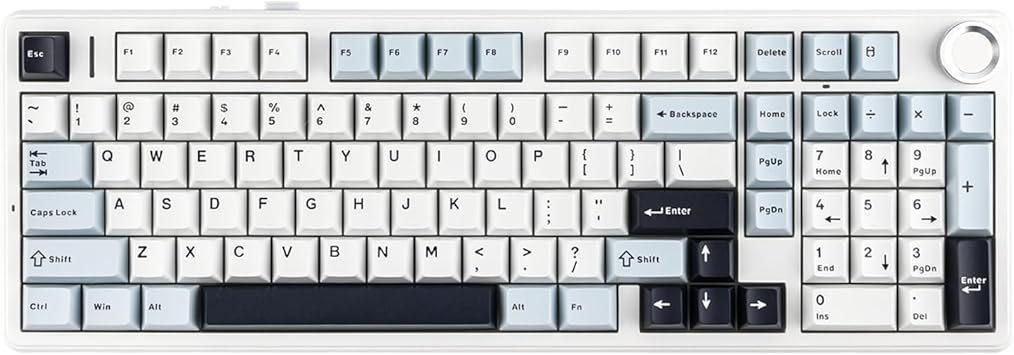 Esc F1 F2 F3 F4 F5 F6 F7 F8 F9 F10 F11 F12 Delete Scroll
~ ! @ # $ % ^ & * ( ) _ +
` 1 2 3 4 5 6 7 8 9 0 - =
← Backspace Home Lock ÷ × −
Tab Q W E R T Y U I O P { } |
[ ] \
PgUp 7 8 ↑ 9 +
Home PgUp
Caps Lock A S D F G H J K L : "
; '
Enter PgDn 4 ← 5 6 →
Shift Z X C V B N M < > ?
, . /
Shift ↑ 1 2 ↓ 3 Enter
End PgDn
Ctrl Win Alt Alt Fn ← ↓ → 0 .
Ins Del